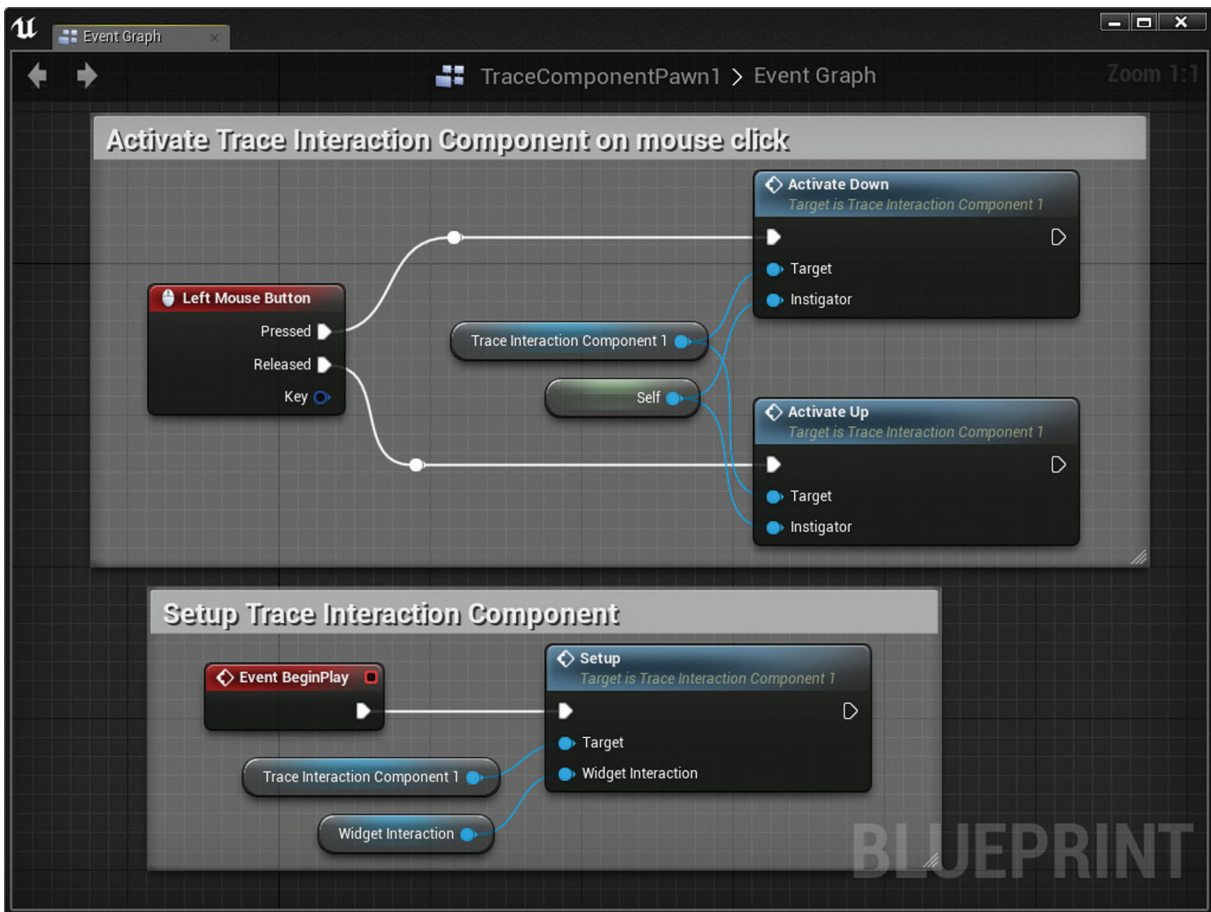 Event Graph
TraceComponentPawn1 > Event Graph
Zoom 1:1
Activate Trace Interaction Component on mouse click
Activate Down
Target is Trace Interaction Component 1
Target
Instigator
Left Mouse Button
Pressed
Released
Key
Trace Interaction Component 1
Self
Activate Up
Target is Trace Interaction Component 1
Target
Instigator
Setup Trace Interaction Component
Event BeginPlay
Setup
Target is Trace Interaction Component 1
Target
Widget Interaction
Trace Interaction Component 1
Widget Interaction
BLUEPRINT